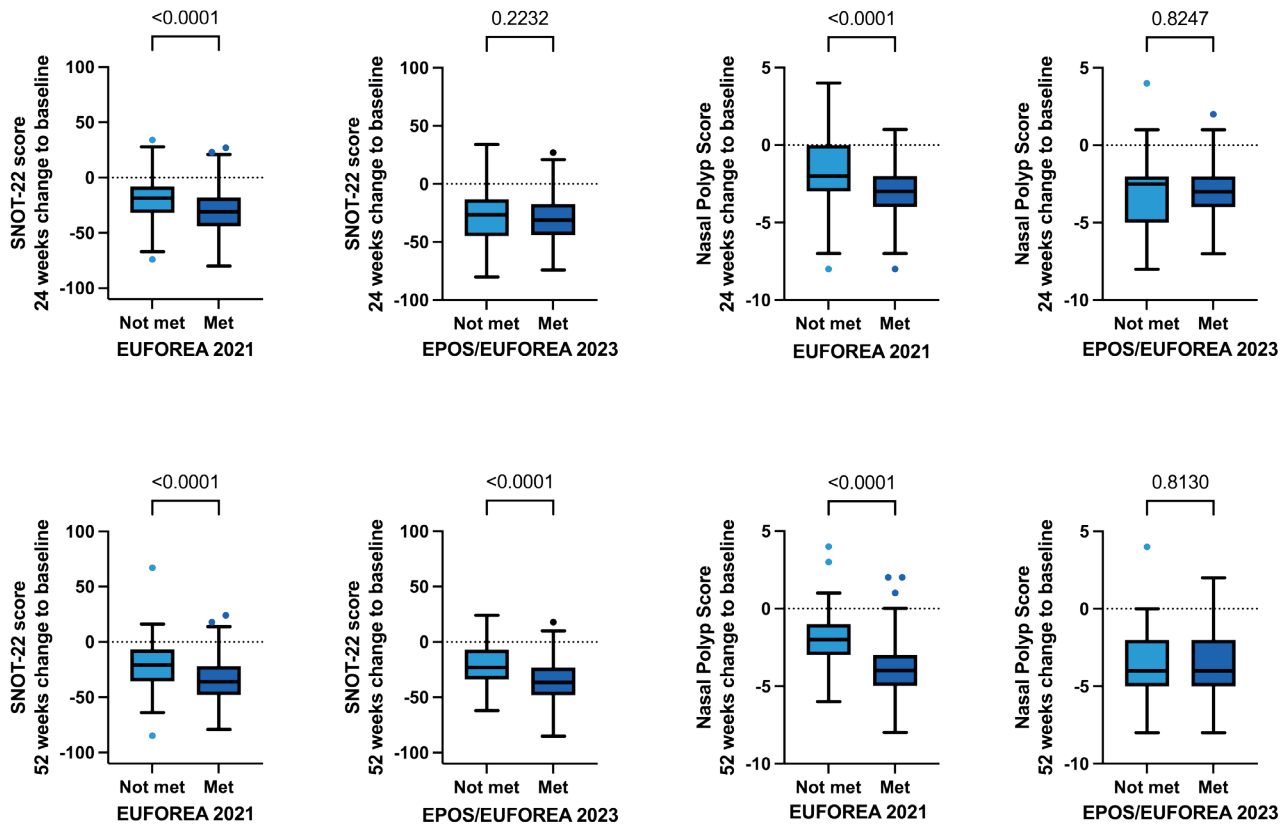 <0.0001
SNOT-22 score
24 weeks change to baseline
100
50
0
-50
-100
Not met Met
EUFOREA 2021
0.2232
SNOT-22 score
24 weeks change to baseline
100
50
0
-50
-100
Not met Met
EPOS/EUFOREA 2023
<0.0001
Nasal Polyp Score
24 weeks change to baseline
5
0
-5
-10
Not met Met
EUFOREA 2021
0.8247
Nasal Polyp Score
24 weeks change to baseline
5
0
-5
-10
Not met Met
EPOS/EUFOREA 2023
<0.0001
SNOT-22 score
52 weeks change to baseline
100
50
0
-50
-100
Not met Met
EUFOREA 2021
<0.0001
SNOT-22 score
52 weeks change to baseline
100
50
0
-50
-100
Not met Met
EPOS/EUFOREA 2023
<0.0001
Nasal Polyp Score
52 weeks change to baseline
5
0
-5
-10
Not met Met
EUFOREA 2021
0.8130
Nasal Polyp Score
52 weeks change to baseline
5
0
-5
-10
Not met Met
EPOS/EUFOREA 2023